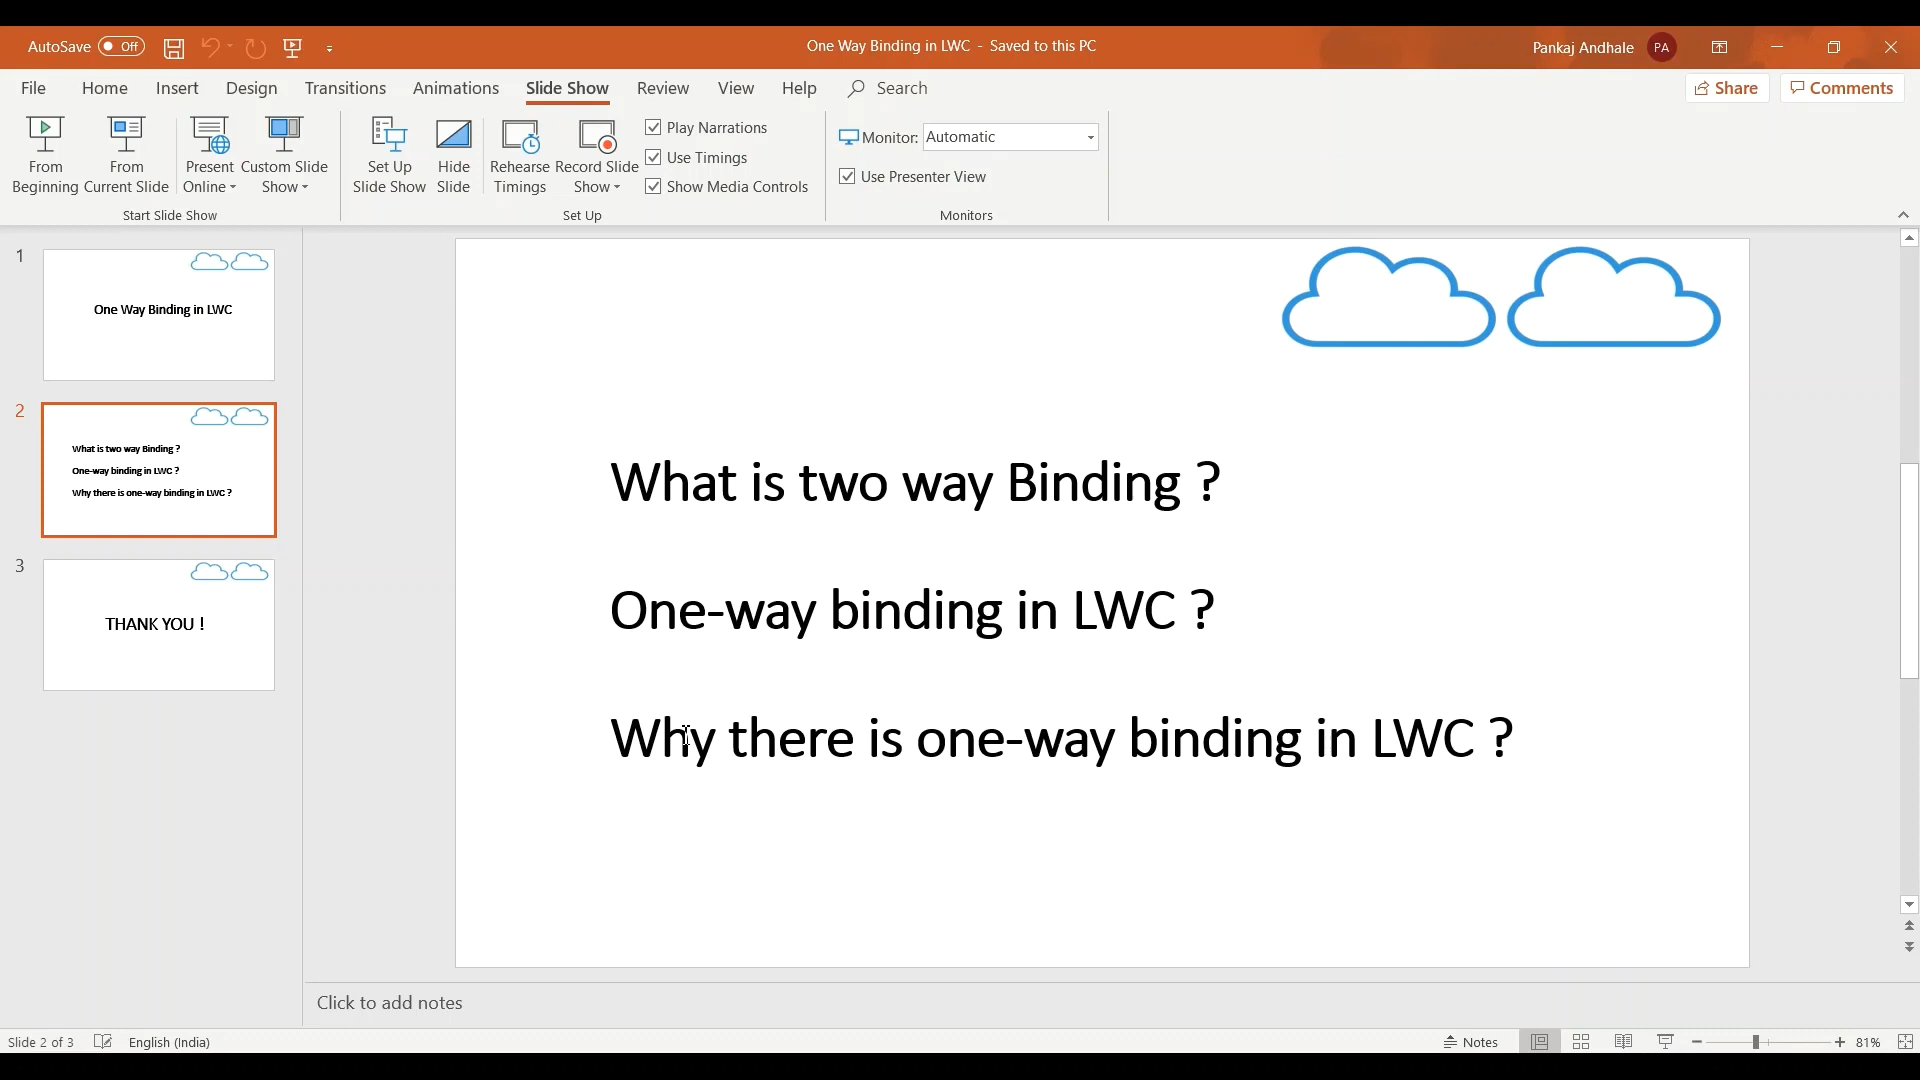 AutoSave Off
One Way Binding in LWC - Saved to this PC
Pankaj Andhale PA
File Home Insert Design Transitions Animations Slide Show Review View Help Search
Share Comments
From Beginning
From Current Slide
Present Online
Custom Slide Show
Start Slide Show
Set Up Slide Show
Hide Slide
Rehearse Timings
Record Slide Show
Play Narrations
Use Timings
Show Media Controls
Set Up
Monitor: Automatic
Use Presenter View
Monitors
1
One Way Binding in LWC
2
What is two way Binding ?
One-way binding in LWC ?
Why there is one-way binding in LWC ?
3
THANK YOU !
What is two way Binding ?
One-way binding in LWC ?
Why there is one-way binding in LWC ?
Click to add notes
Slide 2 of 3 English (India) Notes 81%